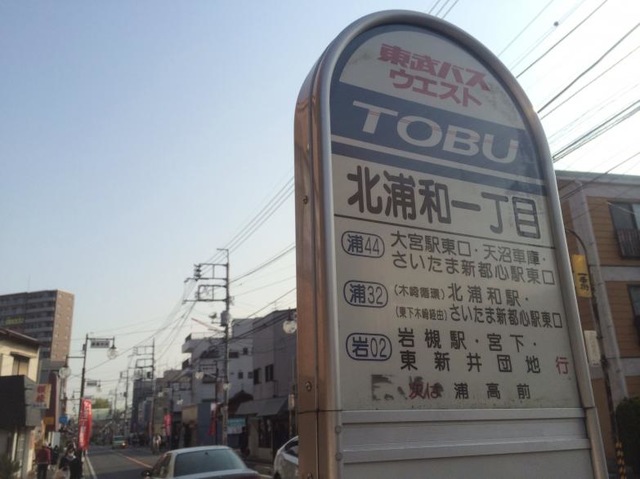 東武バス
ウエスト
TOBU
北浦和一丁目
浦44 大宮駅東口・天沼車庫・
さいたま新都心駅東口
浦32 (木崎循環) 北浦和駅・
(東下木崎経由) さいたま新都心駅東口
岩02 岩槻駅・宮下・
東新井団地 行
次は 浦高前